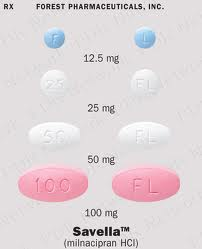 RX FOREST PHARMACEUTICALS, INC.
F L
12.5 mg
25 FL
25 mg
50 FL
50 mg
100 FL
100 mg
Savella™
(milnacipran HCl)